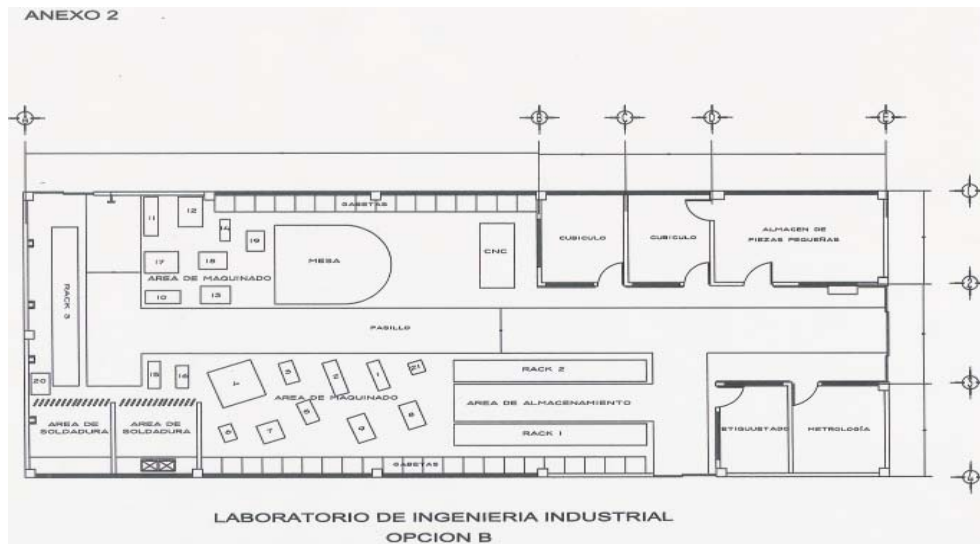 ANEXO 2
A
B
C
D
E
GABETAS
11
12
14
19
17
18
AREA DE MAQUINADO
10
13
MESA
CNC
CUBICULO
CUBICULO
ALMACEN DE
PIEZAS PEQUEÑAS
2
RACK 3
PASILLO
20
15
16
4
3
2
1
21
AREA DE MAQUINADO
5
6
7
9
8
RACK 2
AREA DE ALMACENAMIENTO
RACK 1
3
AREA DE
SOLDADURA
AREA DE
SOLDADURA
GABETAS
ETIQUETADO
METROLOGÍA
4
LABORATORIO DE INGENIERIA INDUSTRIAL
OPCION B